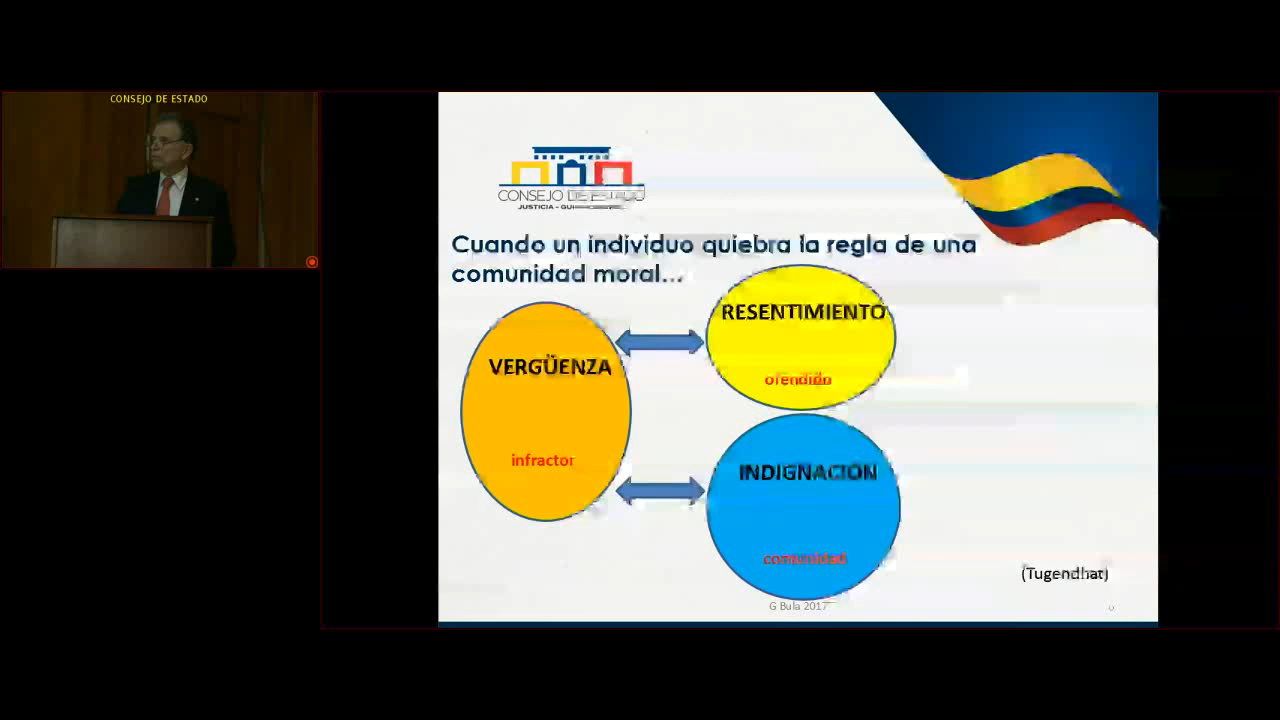 CONSEJO DE ESTADO
CONSEJO DE ESTADO
JUSTICIA -
Cuando un individuo quiebra la regla de una
comunidad moral...
RESENTIMIENTO
VERGÜENZA
ofendido
infractor
INDIGNACION
comunidad
(Tugendhat)
G Bula 2017